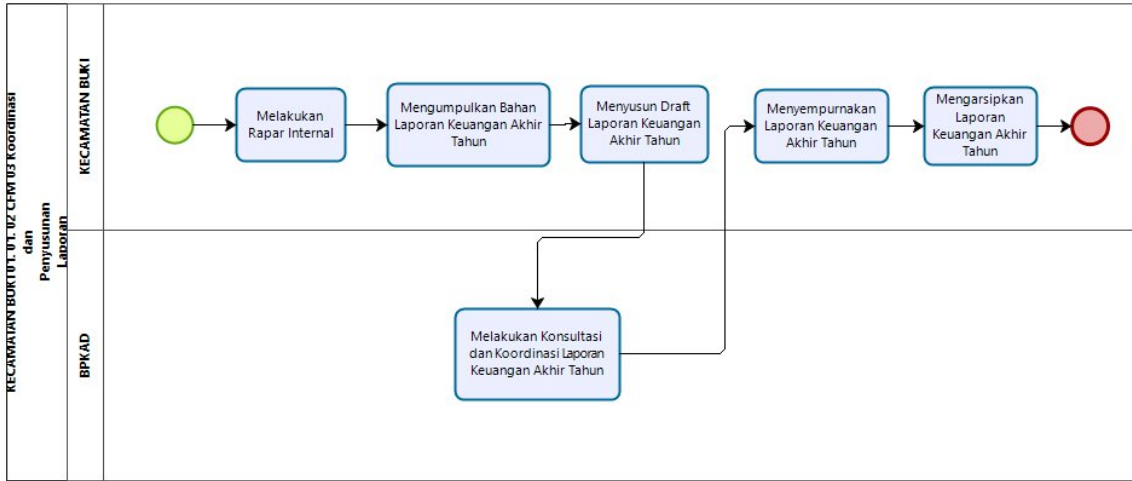 KECAMATAN BUKI 01. 01. 02 CFM 03 Koordinasi
dan
Penyusunan
Laporan
KECAMATAN BUKI
Melakukan
Rapar Internal
Mengumpulkan Bahan
Laporan Keuangan Akhir
Tahun
Menyusun Draft
Laporan Keuangan
Akhir Tahun
Menyempurnakan
Laporan Keuangan
Akhir Tahun
Mengarsipkan
Laporan
Keuangan Akhir
Tahun
BPKAD
Melakukan Konsultasi
dan Koordinasi Laporan
Keuangan Akhir Tahun